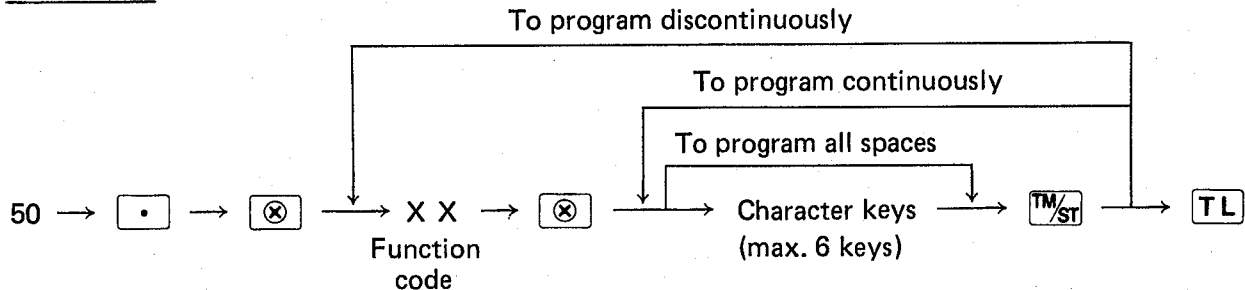 To program discontinuously
To program continuously
To program all spaces
50 → · → ⊗ → X X → ⊗ → Character keys → TM/ST → TL
Function (max. 6 keys)
code